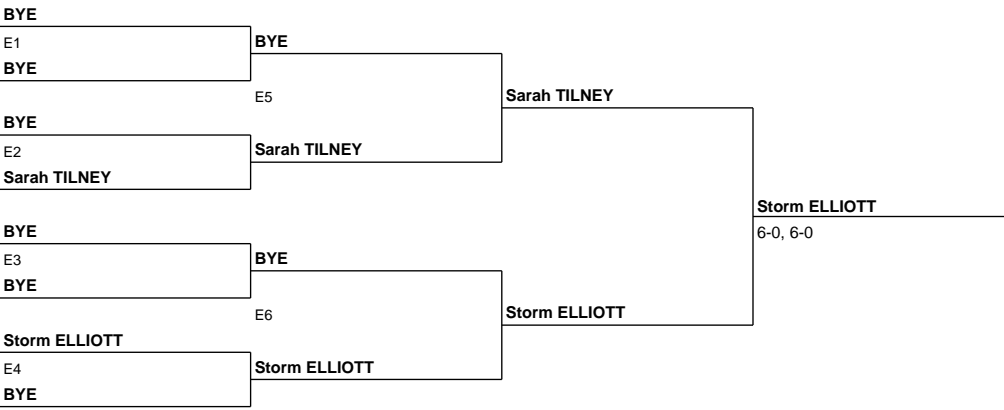 BYE
E1
BYE
BYE
E5
Sarah TILNEY
BYE
E2
Sarah TILNEY
Sarah TILNEY
Storm ELLIOTT
6-0, 6-0
BYE
E3
BYE
BYE
E6
Storm ELLIOTT
Storm ELLIOTT
E4
Storm ELLIOTT
BYE